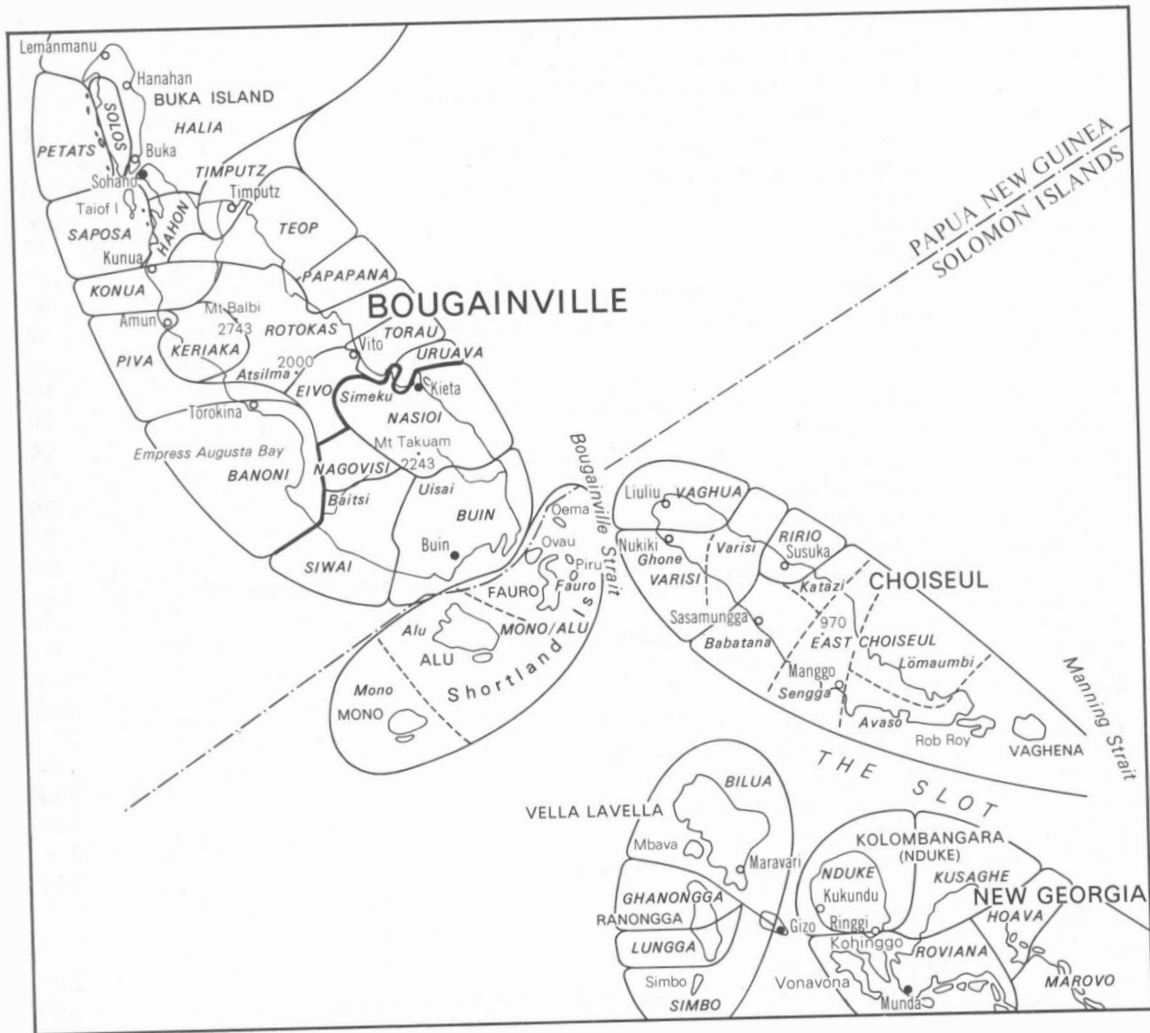 Lemanmanu
Hanahan
BUKA ISLAND
SOLOS
HALIA
PETATS
Buka
Sohano
TIMPUTZ
Timputz
Taiof I
SAPOSA
HAHON
TEOP
Kunua
PAPAPANA
KONUA
BOUGAINVILLE
Mt Balbi
2743
Amun
ROTOKAS
TORAU
PIVA
KERIAKA
Vito
URUAVA
Atsilma
2000
EIVO
Simeku
Kieta
Torokina
NASIOI
Empress Augusta Bay
Mt Takuam
2243
BANONI
NAGOVISI
Baitsi
Uisai
BUIN
Buin
SIWAI
PAPUA NEW GUINEA
SOLOMON ISLANDS
Bougainville Strait
Oema
Ovau
Piru
FAURO
Fauro
Alu
MONO/ALU
ALU
Shortland Is
Mono
MONO
Liuliu
VAGHUA
Nukiki
Ghone
VARISI
Varisi
RIRIO
Susuka
CHOISEUL
Katazi
Sasamungga
970
Babatana
EAST CHOISEUL
Lömaumbi
Manggo
Sengga
Avaso
Rob Roy
VAGHENA
Manning Strait
THE SLOT
BILUA
VELLA LAVELLA
Mbava
Maravari
KOLOMBANGARA
(NDUKE)
NDUKE
KUSAGHE
Kukundu
NEW GEORGIA
GHANONGGA
RANONGGA
Gizo
Ringgi
HOAVA
Kohinggo
LUNGGA
ROVIANA
Vonavona
MAROVO
Simbo
SIMBO
Munda